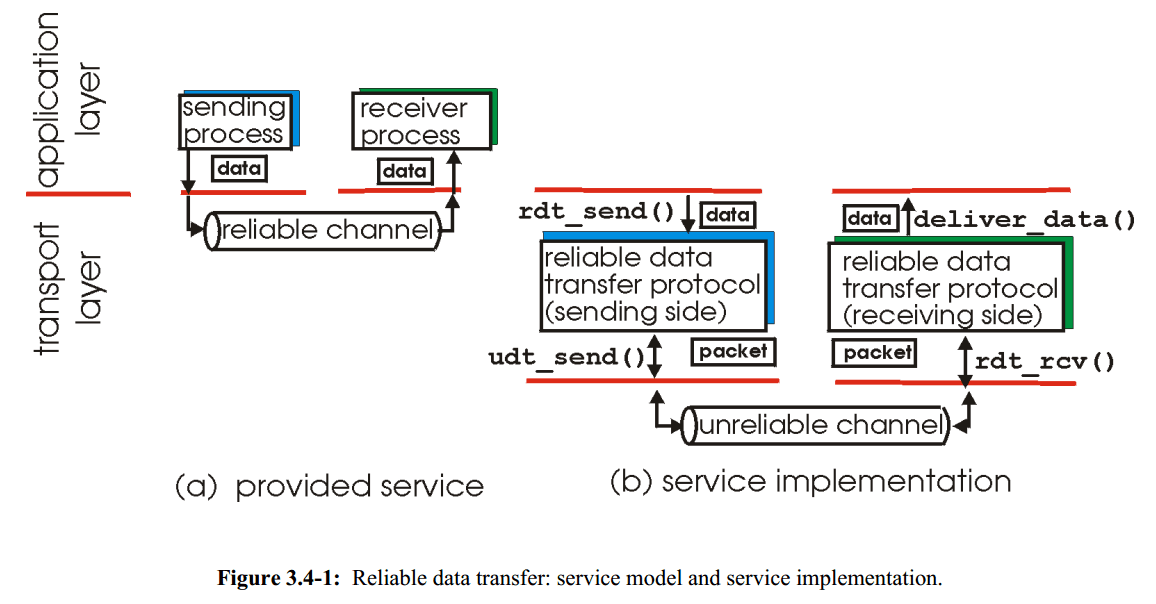 application
layer
transport
layer
sending
process
data
receiver
process
data
reliable channel
(a) provided service
rdt_send()
data
reliable data
transfer protocol
(sending side)
udt_send()
packet
data
deliver_data()
reliable data
transfer protocol
(receiving side)
packet
rdt_rcv()
unreliable channel
(b) service implementation
Figure 3.4-1: Reliable data transfer: service model and service implementation.